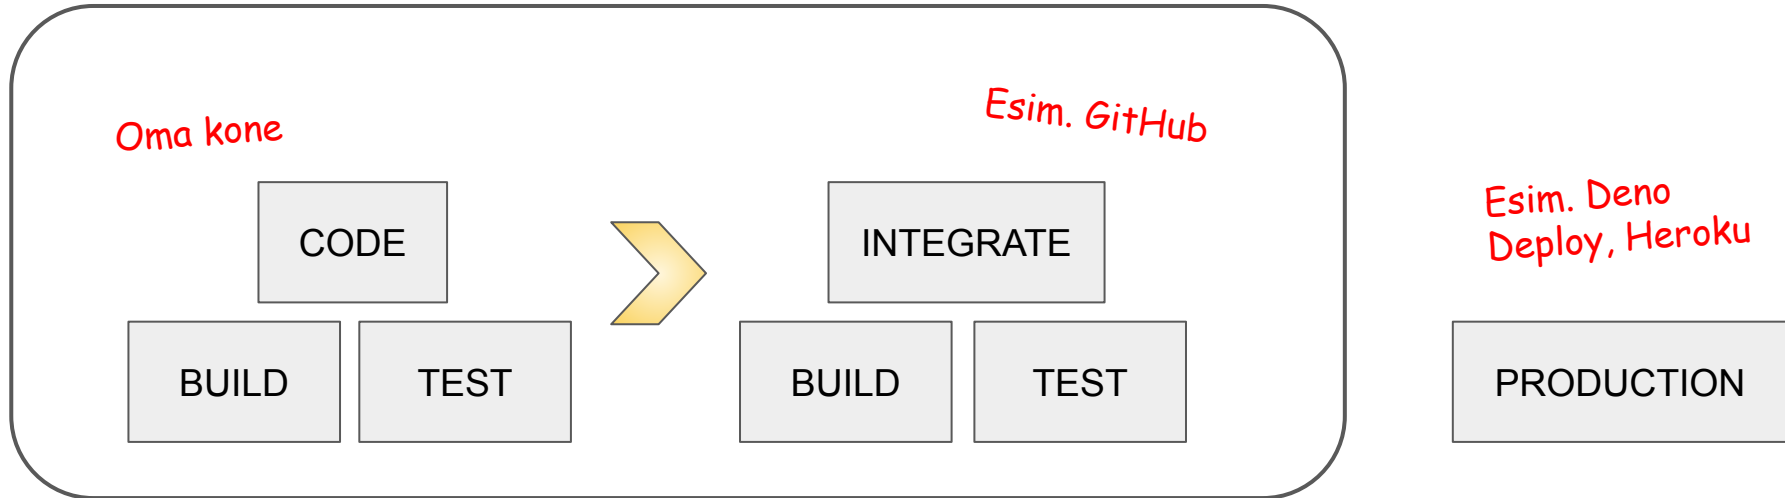 Oma kone
CODE
BUILD
TEST
Esim. GitHub
INTEGRATE
BUILD
TEST
Esim. Deno
Deploy, Heroku
PRODUCTION